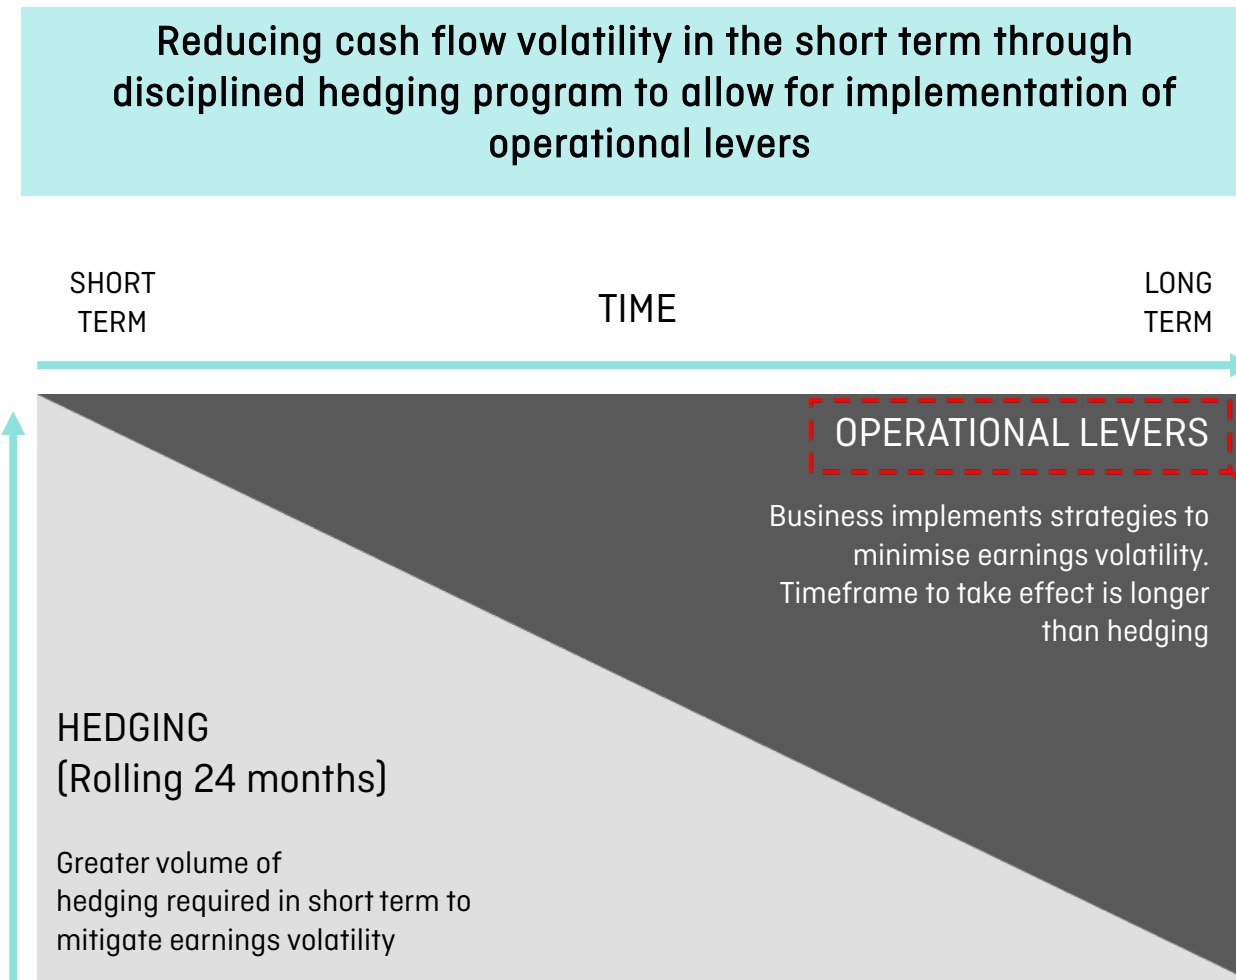 Reducing cash flow volatility in the short term through
disciplined hedging program to allow for implementation of
operational levers
SHORT
TERM
TIME
LONG
TERM
OPERATIONAL LEVERS
Business implements strategies to
minimise earnings volatility.
Timeframe to take effect is longer
than hedging
HEDGING
(Rolling 24 months)
Greater volume of
hedging required in short term to
mitigate earnings volatility